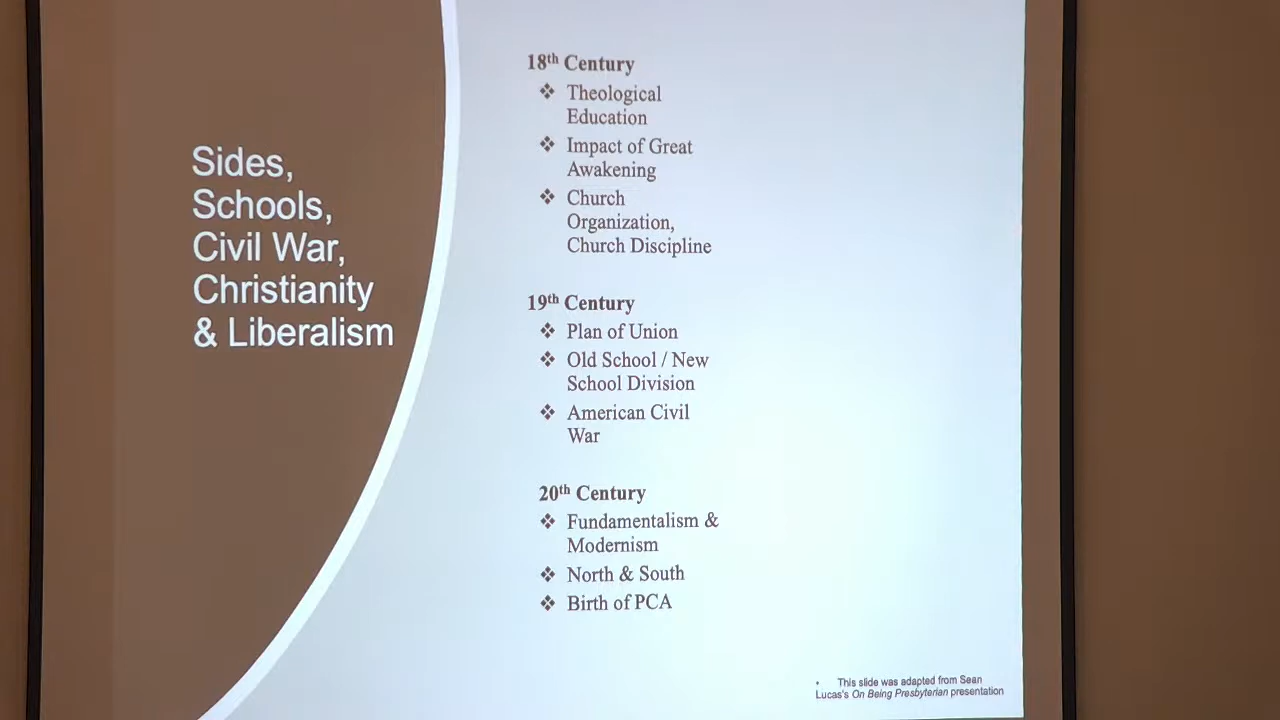 Sides,
Schools,
Civil War,
Christianity
& Liberalism
18th Century
❖ Theological
Education
❖ Impact of Great
Awakening
❖ Church
Organization,
Church Discipline
19th Century
❖ Plan of Union
❖ Old School / New
School Division
❖ American Civil
War
20th Century
❖ Fundamentalism &
Modernism
❖ North & South
❖ Birth of PCA
• This slide was adapted from Sean
Lucas's On Being Presbyterian presentation